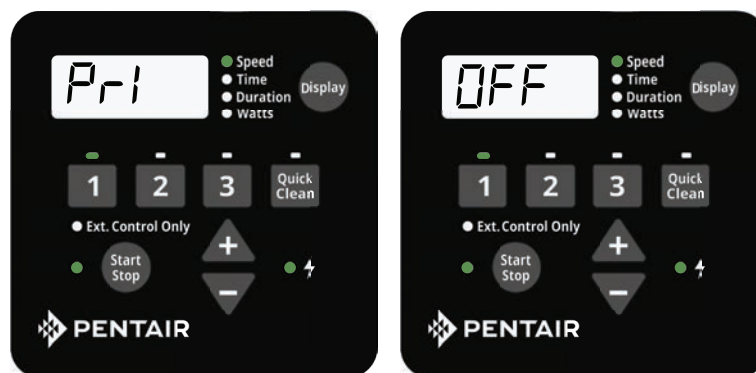 PrI
Speed
Time
Duration
Watts
Display
1 2 3 Quick Clean
Ext. Control Only
Start
Stop
+
−
PENTAIR
OFF
Speed
Time
Duration
Watts
Display
1 2 3 Quick Clean
Ext. Control Only
Start
Stop
+
−
PENTAIR